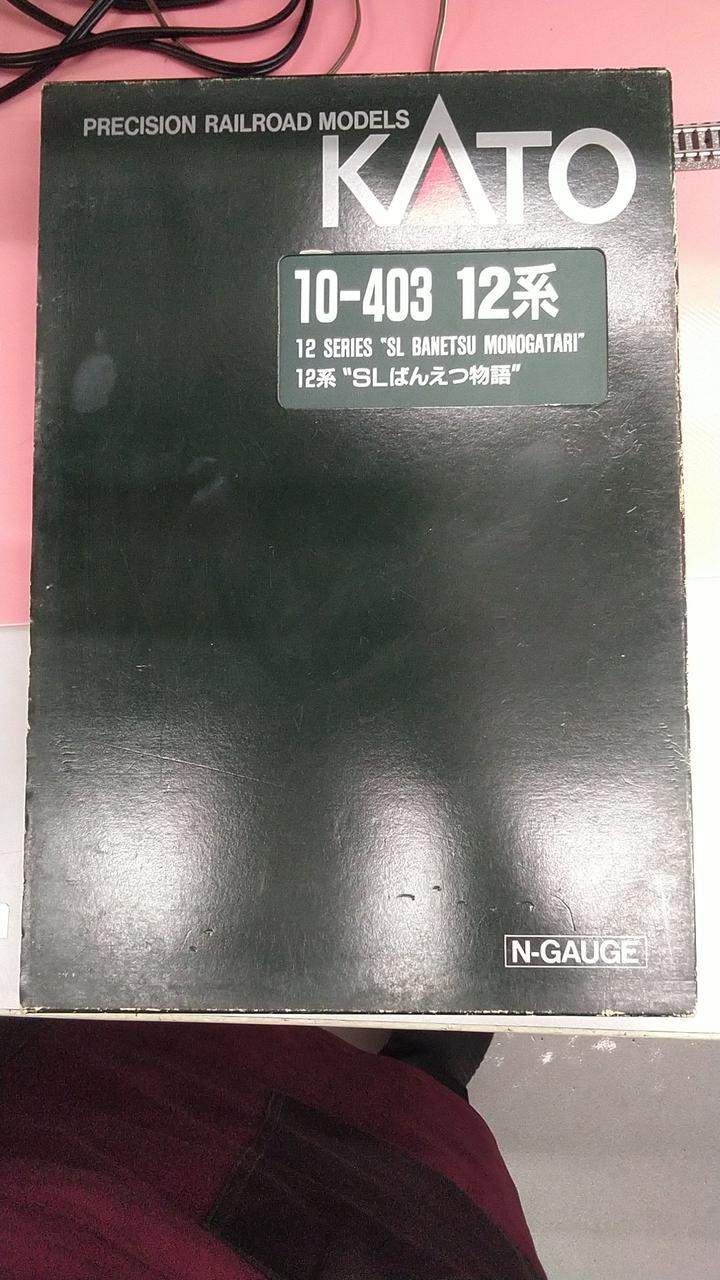 PRECISION RAILROAD MODELS
KATO
10-403 12系
12 SERIES "SL BANETSU MONOGATARI"
12系 "SLばんえつ物語"
N-GAUGE